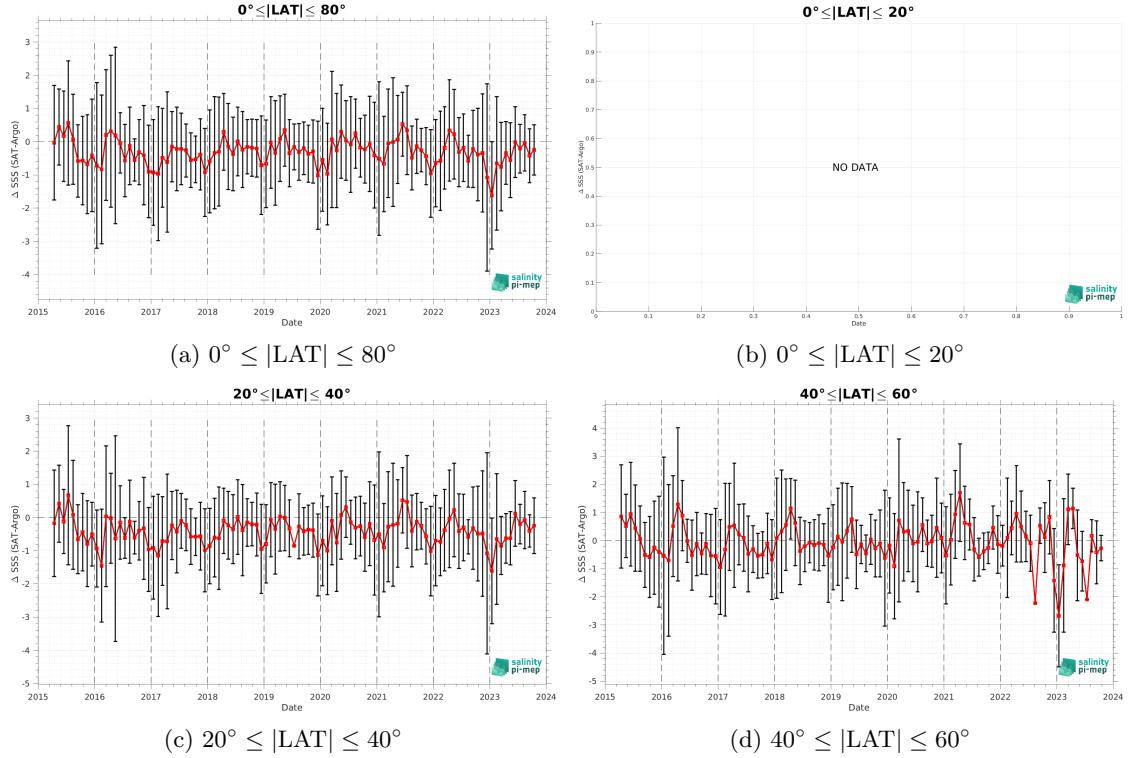 0°≤|LAT|≤ 80°
Δ SSS (SAT-Argo)
3
2
1
0
-1
-2
-3
-4
2015 2016 2017 2018 2019 2020 2021 2022 2023 2024
Date
salinity
pi-mep
(a) 0° ≤ |LAT| ≤ 80°
0°≤|LAT|≤ 20°
Δ SSS (SAT-Argo)
1
0.9
0.8
0.7
0.6
0.5
0.4
0.3
0.2
0.1
0
NO DATA
0 0.1 0.2 0.3 0.4 0.5 0.6 0.7 0.8 0.9 1
Date
salinity
pi-mep
(b) 0° ≤ |LAT| ≤ 20°
20°≤|LAT|≤ 40°
Δ SSS (SAT-Argo)
3
2
1
0
-1
-2
-3
-4
-5
2015 2016 2017 2018 2019 2020 2021 2022 2023 2024
Date
salinity
pi-mep
(c) 20° ≤ |LAT| ≤ 40°
40°≤|LAT|≤ 60°
Δ SSS (SAT-Argo)
4
3
2
1
0
-1
-2
-3
-4
-5
2015 2016 2017 2018 2019 2020 2021 2022 2023 2024
Date
salinity
pi-mep
(d) 40° ≤ |LAT| ≤ 60°